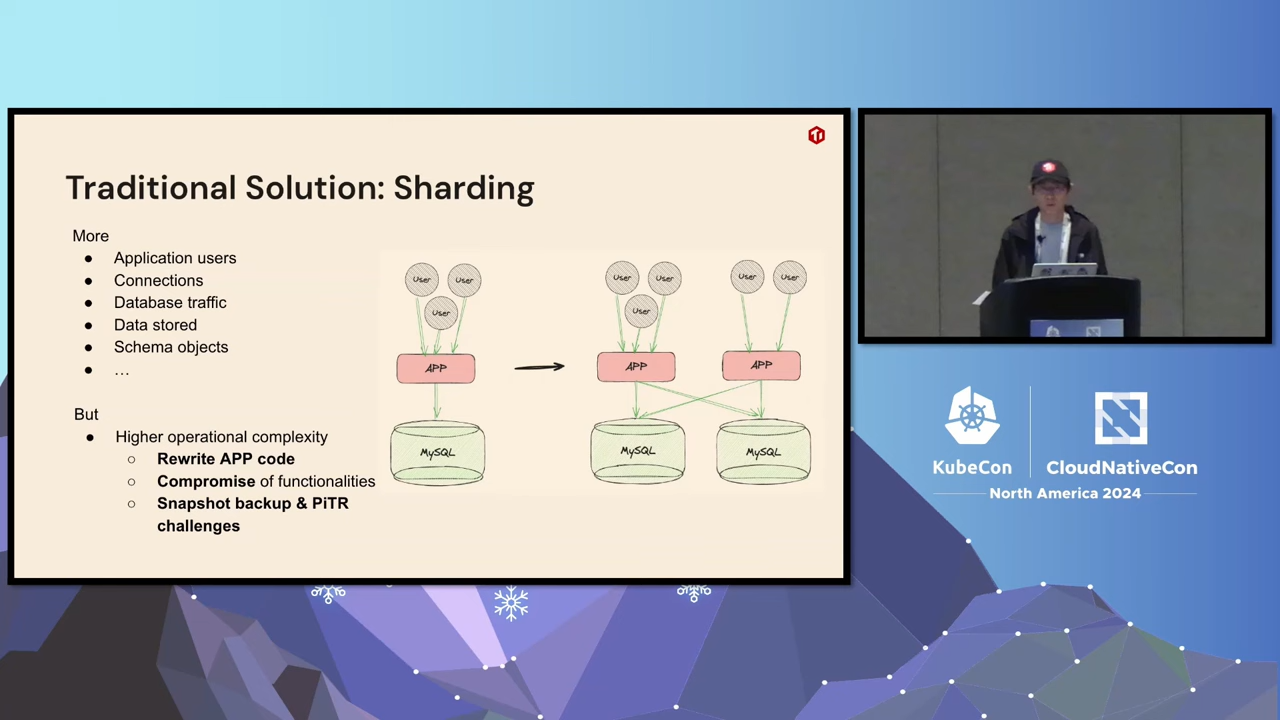 Traditional Solution: Sharding
More
● Application users
● Connections
● Database traffic
● Data stored
● Schema objects
● …
But
● Higher operational complexity
○ Rewrite APP code
○ Compromise of functionalities
○ Snapshot backup & PiTR
challenges
User User
User
APP
MySQL
User User
User
User User
APP APP
MySQL MySQL
KubeCon CloudNativeCon
North America 2024